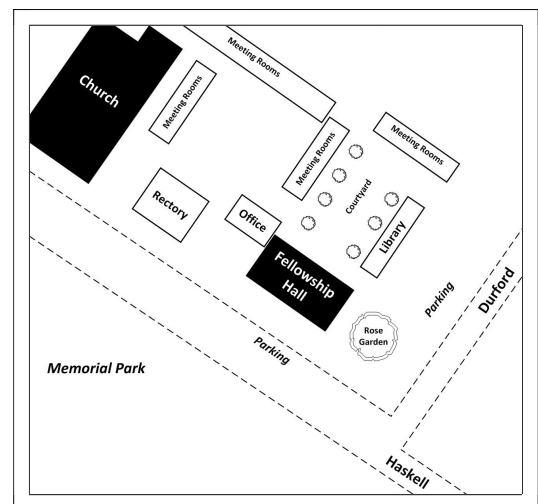 Meeting Rooms
Church
Meeting Rooms
Meeting Rooms
Meeting Rooms
Rectory
Office
Courtyard
Library
Fellowship
Hall
Parking
Durford
Rose
Garden
Parking
Memorial Park
Haskell